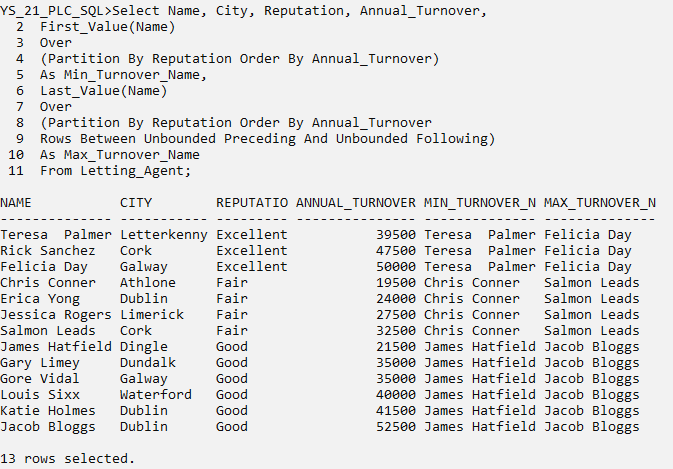 YS_21_PLC_SQL>Select Name, City, Reputation, Annual_Turnover,
  2  First_Value(Name)
  3  Over
  4  (Partition By Reputation Order By Annual_Turnover)
  5  As Min_Turnover_Name,
  6  Last_Value(Name)
  7  Over
  8  (Partition By Reputation Order By Annual_Turnover
  9  Rows Between Unbounded Preceding And Unbounded Following)
 10  As Max_Turnover_Name
 11  From Letting_Agent;

NAME           CITY        REPUTATIO ANNUAL_TURNOVER MIN_TURNOVER_N MAX_TURNOVER_N
-------------- ----------- --------- --------------- -------------- --------------
Teresa  Palmer Letterkenny Excellent           39500 Teresa  Palmer Felicia Day
Rick Sanchez   Cork        Excellent           47500 Teresa  Palmer Felicia Day
Felicia Day    Galway      Excellent           50000 Teresa  Palmer Felicia Day
Chris Conner   Athlone     Fair                19500 Chris Conner   Salmon Leads
Erica Yong     Dublin      Fair                24000 Chris Conner   Salmon Leads
Jessica Rogers Limerick    Fair                27500 Chris Conner   Salmon Leads
Salmon Leads   Cork        Fair                32500 Chris Conner   Salmon Leads
James Hatfield Dingle      Good                21500 James Hatfield Jacob Bloggs
Gary Limey     Dundalk     Good                35000 James Hatfield Jacob Bloggs
Gore Vidal     Galway      Good                35000 James Hatfield Jacob Bloggs
Louis Sixx     Waterford   Good                40000 James Hatfield Jacob Bloggs
Katie Holmes   Dublin      Good                41500 James Hatfield Jacob Bloggs
Jacob Bloggs   Dublin      Good                52500 James Hatfield Jacob Bloggs

13 rows selected.